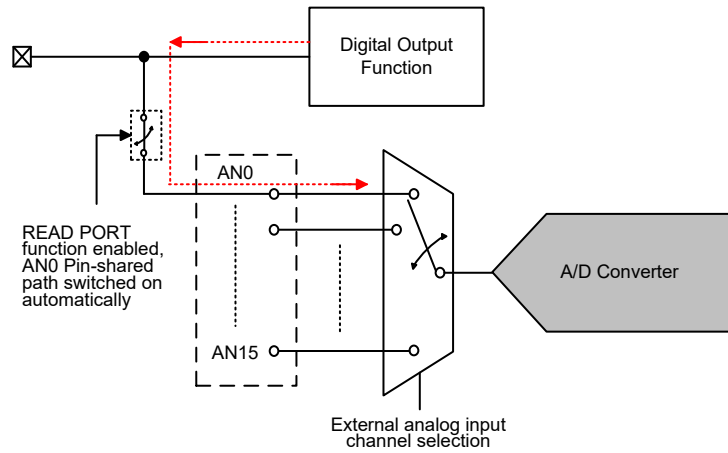 Digital Output
Function
AN0
READ PORT
function enabled,
AN0 Pin-shared
path switched on
automatically
A/D Converter
AN15
External analog input
channel selection